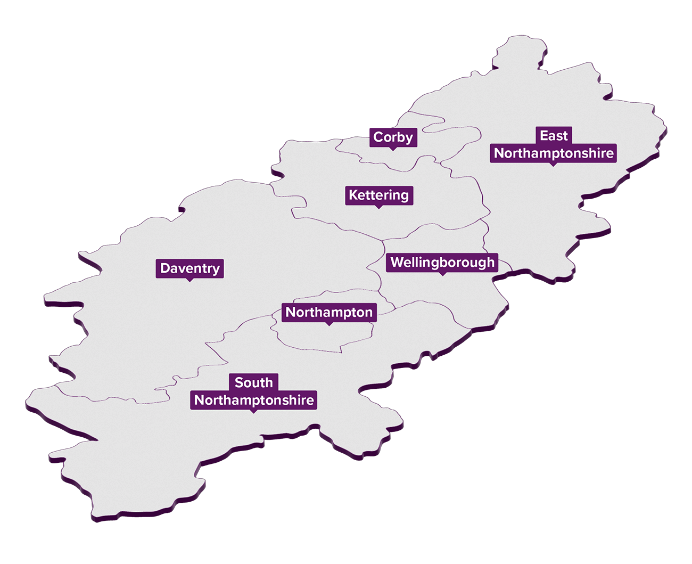 Corby
East
Northamptonshire
Kettering
Daventry
Wellingborough
Northampton
South
Northamptonshire